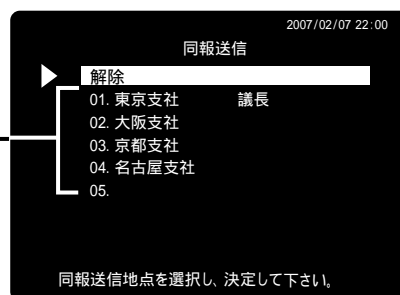 2007/02/07 22:00
同報送信
解除
01. 東京支社 議長
02. 大阪支社
03. 京都支社
04. 名古屋支社
05.
同報送信地点を選択し、決定して下さい。